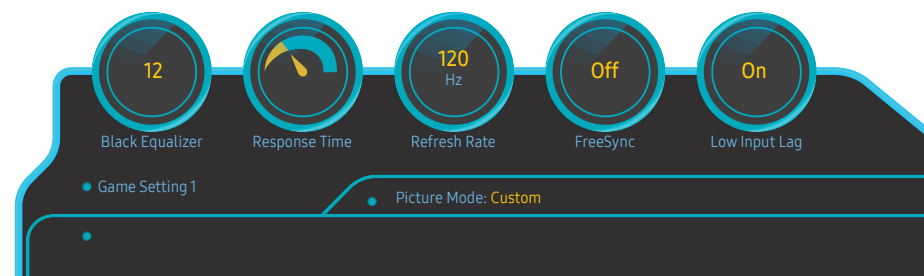 12
120
Hz
Off
On
Black Equalizer
Response Time
Refresh Rate
FreeSync
Low Input Lag
Game Setting 1
Picture Mode: Custom